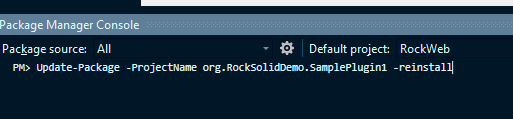 Package Manager Console
Package source: All Default project: RockWeb
PM> Update-Package -ProjectName org.RockSolidDemo.SamplePlugin1 -reinstall